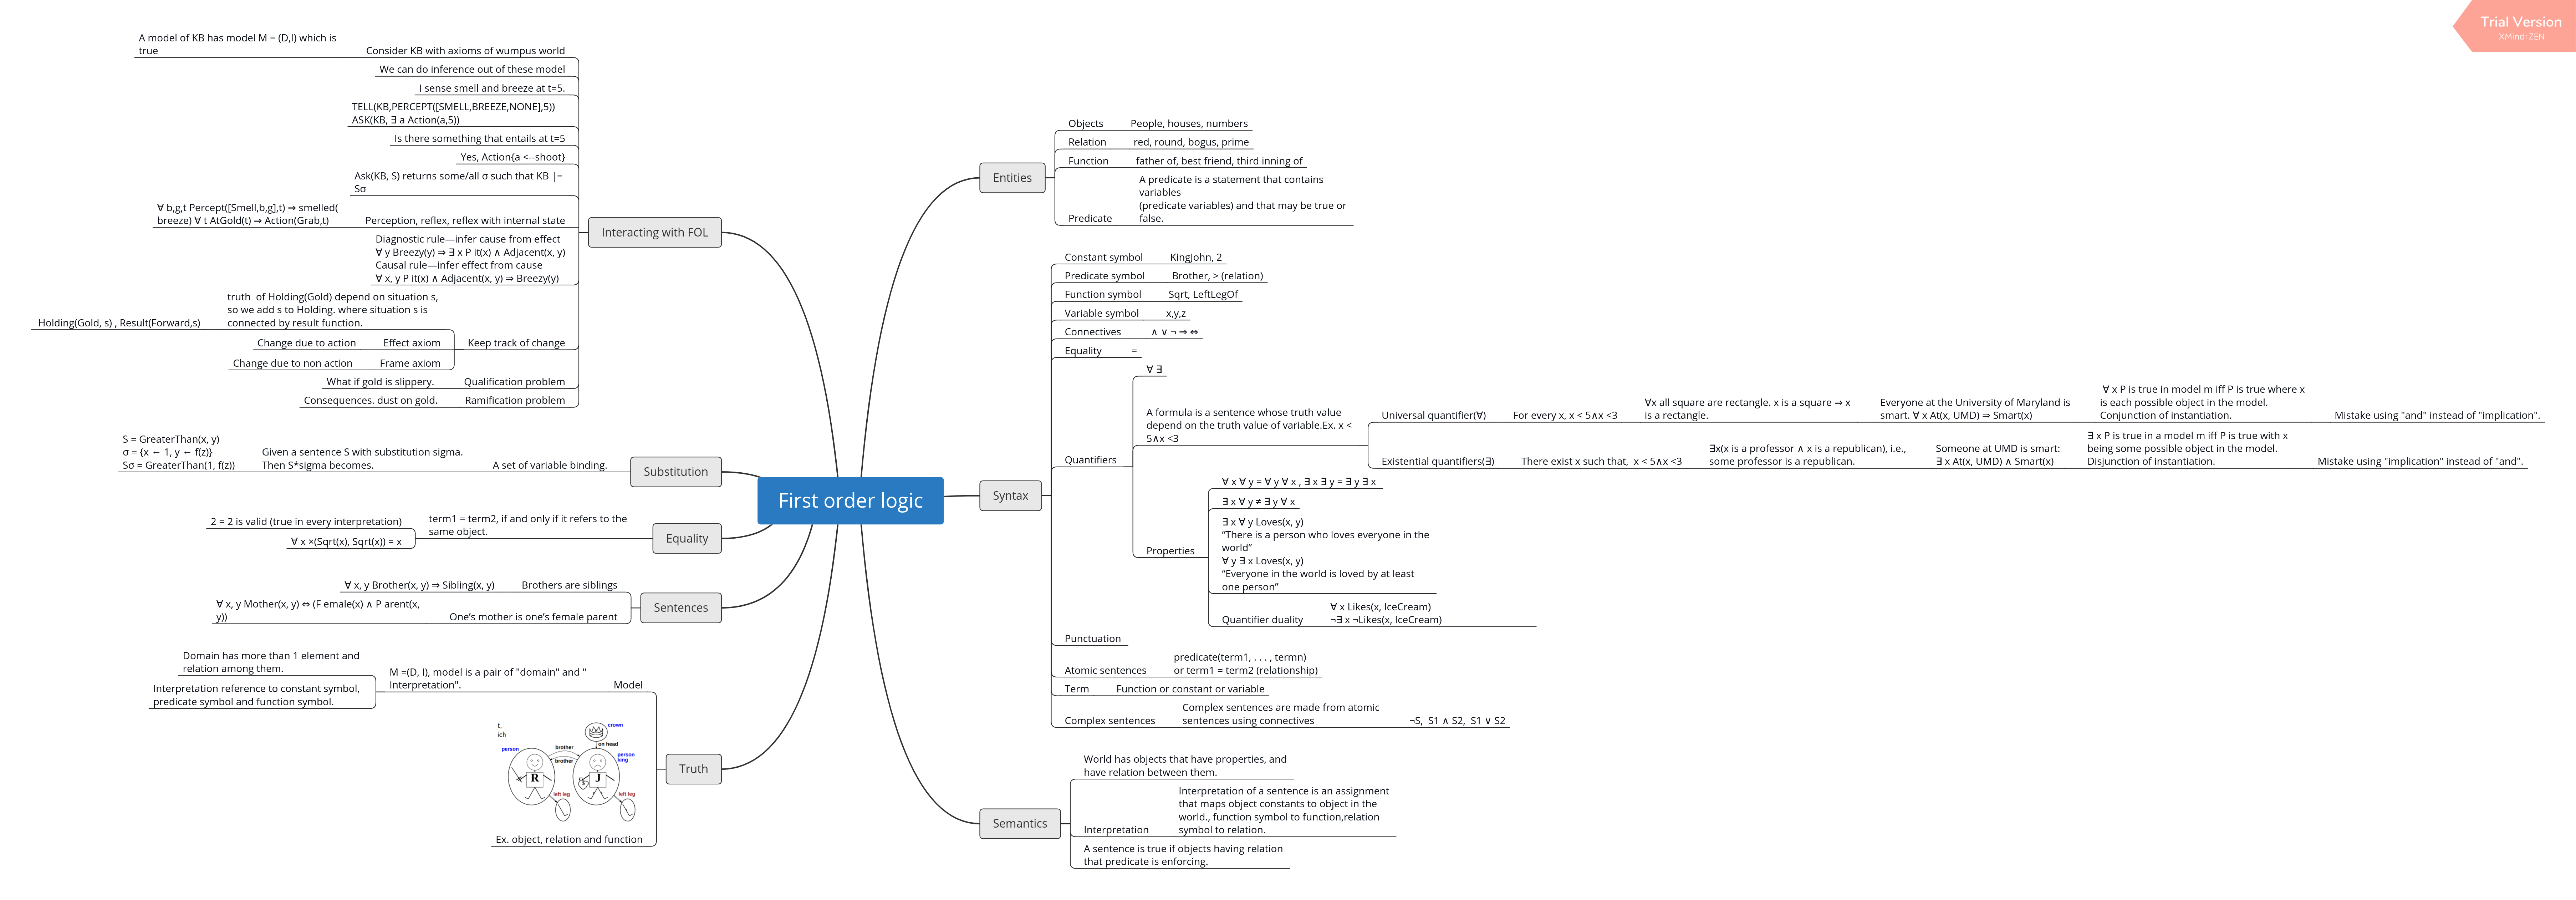 Trial Version
XMind:ZEN
First order logic
Interacting with FOL
A model of KB has model M = (D,I) which is
true
Consider KB with axioms of wumpus world
We can do inference out of these model
I sense smell and breeze at t=5.
TELL(KB,PERCEPT([SMELL,BREEZE,NONE],5))
ASK(KB, ∃ a Action(a,5))
Is there something that entails at t=5
Yes, Action{a <--shoot}
Ask(KB, S) returns some/all σ such that KB |=
Sσ
∀ b,g,t Percept([Smell,b,g],t) ⇒ smelled(
breeze) ∀ t AtGold(t) ⇒ Action(Grab,t)
Perception, reflex, reflex with internal state
Diagnostic rule—infer cause from effect
∀ y Breezy(y) ⇒ ∃ x P it(x) ∧ Adjacent(x, y)
Causal rule—infer effect from cause
∀ x, y P it(x) ∧ Adjacent(x, y) ⇒ Breezy(y)
truth  of Holding(Gold) depend on situation s,
so we add s to Holding. where situation s is
connected by result function.
Holding(Gold, s) , Result(Forward,s)
Change due to action
Effect axiom
Keep track of change
Change due to non action
Frame axiom
What if gold is slippery.
Qualification problem
Consequences. dust on gold.
Ramification problem
Substitution
S = GreaterThan(x, y)
σ = {x ← 1, y ← f(z)}
Sσ = GreaterThan(1, f(z))
Given a sentence S with substitution sigma.
Then S*sigma becomes.
A set of variable binding.
Equality
2 = 2 is valid (true in every interpretation)
∀ x ×(Sqrt(x), Sqrt(x)) = x
term1 = term2, if and only if it refers to the
same object.
Sentences
∀ x, y Brother(x, y) ⇒ Sibling(x, y)
Brothers are siblings
∀ x, y Mother(x, y) ⇔ (F emale(x) ∧ P arent(x,
y))
One’s mother is one’s female parent
Truth
Domain has more than 1 element and
relation among them.
Interpretation reference to constant symbol,
predicate symbol and function symbol.
M =(D, I), model is a pair of "domain" and "
Interpretation".
Model
t,
ich
crown
on head
person
brother
brother
person
king
R
J
left leg
left leg
Ex. object, relation and function
Entities
Objects
People, houses, numbers
Relation
red, round, bogus, prime
Function
father of, best friend, third inning of
Predicate
A predicate is a statement that contains
variables
(predicate variables) and that may be true or
false.
Syntax
Constant symbol
KingJohn, 2
Predicate symbol
Brother, > (relation)
Function symbol
Sqrt, LeftLegOf
Variable symbol
x,y,z
Connectives
∧ ∨ ¬ ⇒ ⇔
Equality
=
Quantifiers
∀ ∃
A formula is a sentence whose truth value
depend on the truth value of variable.Ex. x <
5∧x <3
Universal quantifier(∀)
For every x, x < 5∧x <3
∀x all square are rectangle. x is a square ⇒ x
is a rectangle.
Everyone at the University of Maryland is
smart. ∀ x At(x, UMD) ⇒ Smart(x)
∀ x P is true in model m iff P is true where x
is each possible object in the model.
Conjunction of instantiation.
Mistake using "and" instead of "implication".
Existential quantifiers(∃)
There exist x such that,  x < 5∧x <3
∃x(x is a professor ∧ x is a republican), i.e.,
some professor is a republican.
Someone at UMD is smart:
∃ x At(x, UMD) ∧ Smart(x)
∃ x P is true in a model m iff P is true with x
being some possible object in the model.
Disjunction of instantiation.
Mistake using "implication" instead of "and".
Properties
∀ x ∀ y = ∀ y ∀ x , ∃ x ∃ y = ∃ y ∃ x
∃ x ∀ y ≠ ∃ y ∀ x
∃ x ∀ y Loves(x, y)
“There is a person who loves everyone in the
world”
∀ y ∃ x Loves(x, y)
“Everyone in the world is loved by at least
one person”
Quantifier duality
∀ x Likes(x, IceCream)
¬∃ x ¬Likes(x, IceCream)
Punctuation
Atomic sentences
predicate(term1, . . . , termn)
or term1 = term2 (relationship)
Term
Function or constant or variable
Complex sentences
Complex sentences are made from atomic
sentences using connectives
¬S,  S1 ∧ S2,  S1 ∨ S2
Semantics
World has objects that have properties, and
have relation between them.
Interpretation
Interpretation of a sentence is an assignment
that maps object constants to object in the
world., function symbol to function,relation
symbol to relation.
A sentence is true if objects having relation
that predicate is enforcing.